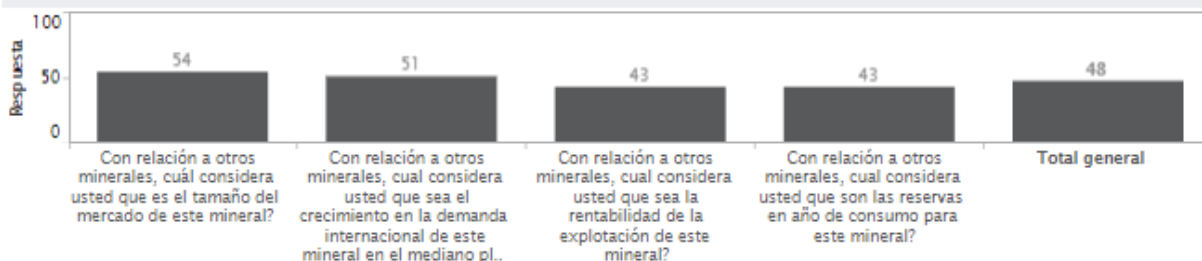 100
50
0
Respuesta
54
51
43
43
48
Con relación a otros
minerales, cuál considera
usted que es el tamaño del
mercado de este mineral?
Con relación a otros
minerales, cual considera
usted que sea el
crecimiento en la demanda
internacional de este
mineral en el mediano pl..
Con relación a otros
minerales, cual considera
usted que sea la
rentabilidad de la
explotación de este
mineral?
Con relación a otros
minerales, cual considera
usted que son las reservas
en año de consumo para
este mineral?
Total general